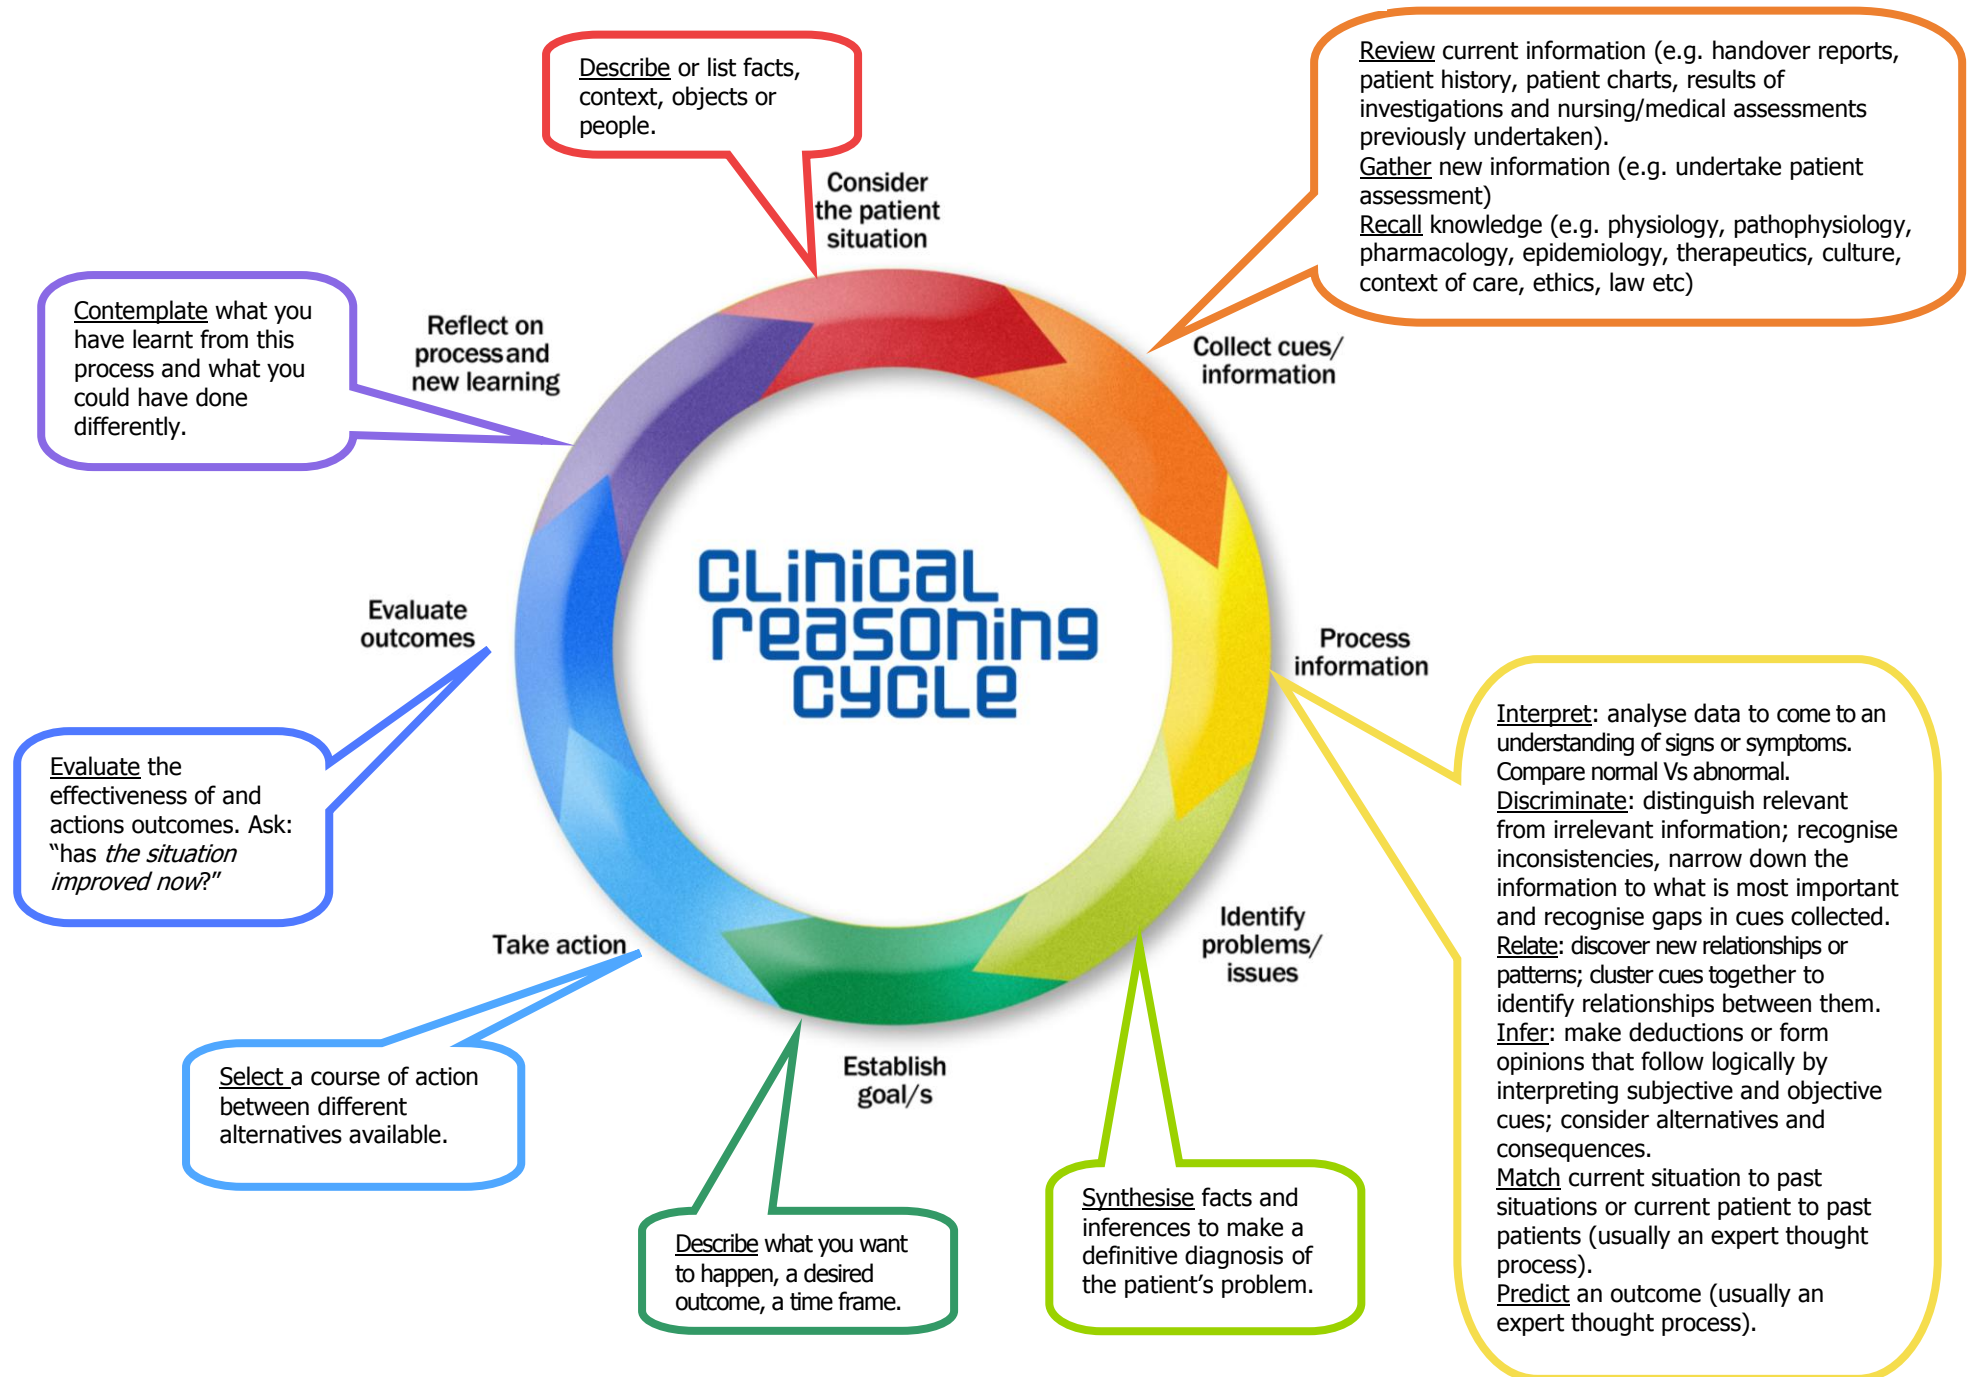 Describe or list facts,
context, objects or
people.
Consider
the patient
situation
Review current information (e.g. handover reports,
patient history, patient charts, results of
investigations and nursing/medical assessments
previously undertaken).
Gather new information (e.g. undertake patient
assessment)
Recall knowledge (e.g. physiology, pathophysiology,
pharmacology, epidemiology, therapeutics, culture,
context of care, ethics, law etc)
Collect cues/
information
Process
information
Interpret: analyse data to come to an
understanding of signs or symptoms.
Compare normal Vs abnormal.
Discriminate: distinguish relevant
from irrelevant information; recognise
inconsistencies, narrow down the
information to what is most important
and recognise gaps in cues collected.
Relate: discover new relationships or
patterns; cluster cues together to
identify relationships between them.
Infer: make deductions or form
opinions that follow logically by
interpreting subjective and objective
cues; consider alternatives and
consequences.
Match current situation to past
situations or current patient to past
patients (usually an expert thought
process).
Predict an outcome (usually an
expert thought process).
Identify
problems/
issues
Synthesise facts and
inferences to make a
definitive diagnosis of
the patient's problem.
Establish
goal/s
Describe what you want
to happen, a desired
outcome, a time frame.
Take action
Select a course of action
between different
alternatives available.
Evaluate
outcomes
Evaluate the
effectiveness of and
actions outcomes. Ask:
“has the situation
improved now?”
Reflect on
process and
new learning
Contemplate what you
have learnt from this
process and what you
could have done
differently.
CLiniCaL
reasoning
CYCLe